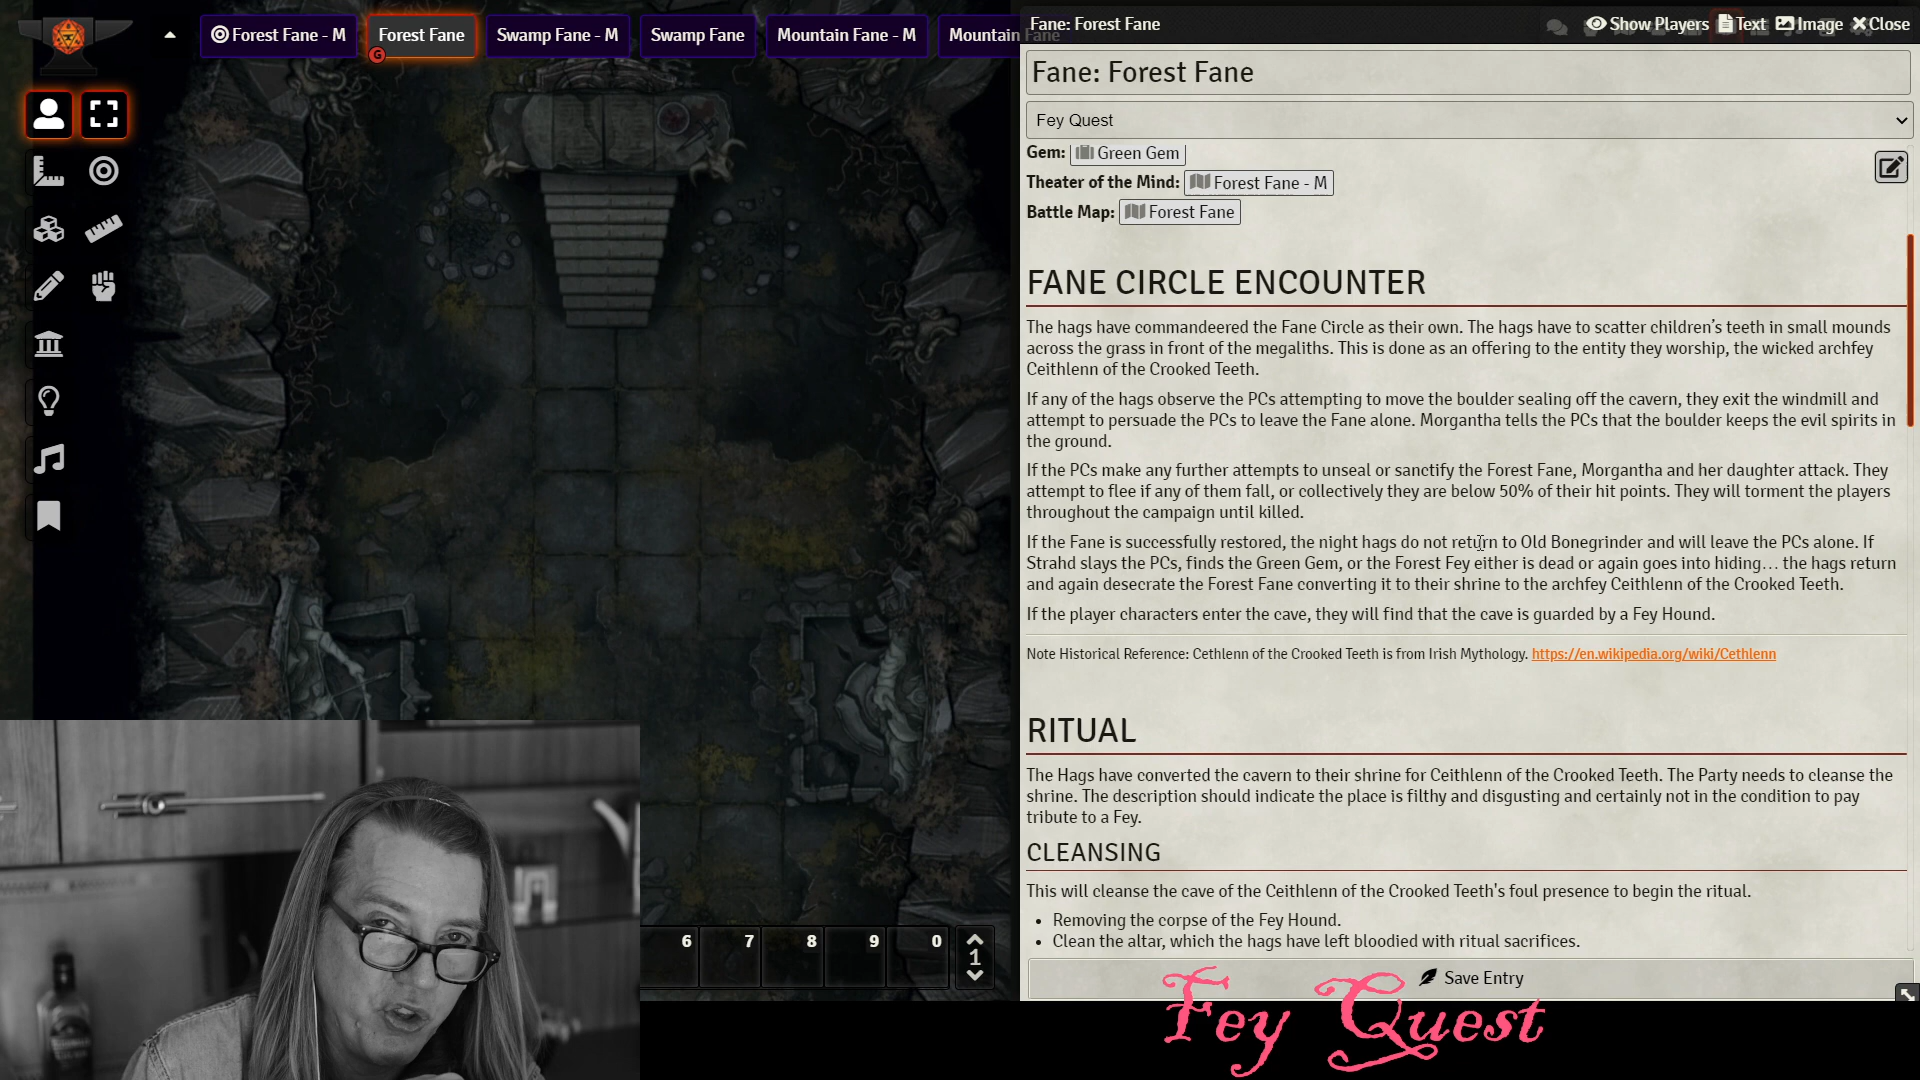 Forest Fane - M
Forest Fane
Swamp Fane - M
Swamp Fane
Mountain Fane - M
Mountain Fane
G
Fane: Forest Fane
Show Players
Text
Image
Close
Fane: Forest Fane
Fey Quest
Gem: Green Gem
Theater of the Mind: Forest Fane - M
Battle Map: Forest Fane
FANE CIRCLE ENCOUNTER
The hags have commandeered the Fane Circle as their own. The hags have to scatter children’s teeth in small mounds
across the grass in front of the megaliths. This is done as an offering to the entity they worship, the wicked archfey
Ceithlenn of the Crooked Teeth.
If any of the hags observe the PCs attempting to move the boulder sealing off the cavern, they exit the windmill and
attempt to persuade the PCs to leave the Fane alone. Morgantha tells the PCs that the boulder keeps the evil spirits in
the ground.
If the PCs make any further attempts to unseal or sanctify the Forest Fane, Morgantha and her daughter attack. They
attempt to flee if any of them fall, or collectively they are below 50% of their hit points. They will torment the players
throughout the campaign until killed.
If the Fane is successfully restored, the night hags do not return to Old Bonegrinder and will leave the PCs alone. If
Strahd slays the PCs, finds the Green Gem, or the Forest Fey either is dead or again goes into hiding… the hags return
and again desecrate the Forest Fane converting it to their shrine to the archfey Ceithlenn of the Crooked Teeth.
If the player characters enter the cave, they will find that the cave is guarded by a Fey Hound.
Note Historical Reference: Cethlenn of the Crooked Teeth is from Irish Mythology. https://en.wikipedia.org/wiki/Cethlenn
RITUAL
The Hags have converted the cavern to their shrine for Ceithlenn of the Crooked Teeth. The Party needs to cleanse the
shrine. The description should indicate the place is filthy and disgusting and certainly not in the condition to pay
tribute to a Fey.
CLEANSING
This will cleanse the cave of the Ceithlenn of the Crooked Teeth's foul presence to begin the ritual.
• Removing the corpse of the Fey Hound.
• Clean the altar, which the hags have left bloodied with ritual sacrifices.
Save Entry
6 7 8 9 0
1
Fey Quest